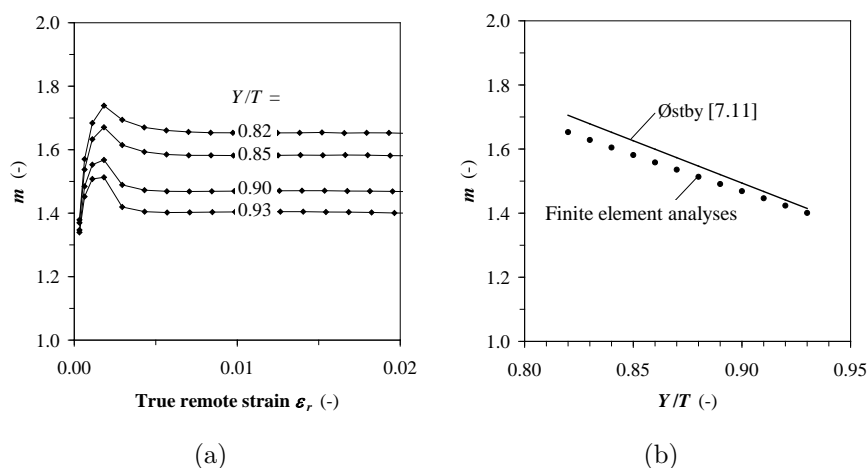 2.0
1.8
1.6
1.4
1.2
1.0
m (-)
Y/T =
0.82
0.85
0.90
0.93
0.00
0.01
0.02
True remote strain εr (-)
(a)
2.0
1.8
1.6
1.4
1.2
1.0
m (-)
Østby [7.11]
Finite element analyses
0.80
0.85
0.90
0.95
Y/T (-)
(b)